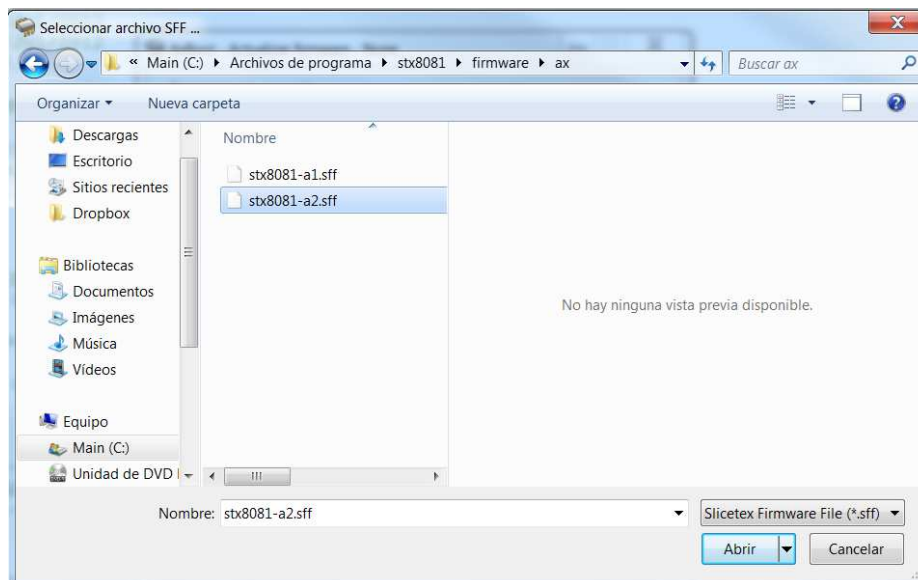 Seleccionar archivo SFF ...
« Main (C:) Archivos de programa stx8081 firmware ax
Buscar ax
Organizar Nueva carpeta
Descargas
Escritorio
Sitios recientes
Dropbox
Bibliotecas
Documentos
Imágenes
Música
Vídeos
Equipo
Main (C:)
Unidad de DVD
Nombre
stx8081-a1.sff
stx8081-a2.sff
No hay ninguna vista previa disponible.
Nombre: stx8081-a2.sff
Slicetex Firmware File (*.sff)
Abrir Cancelar